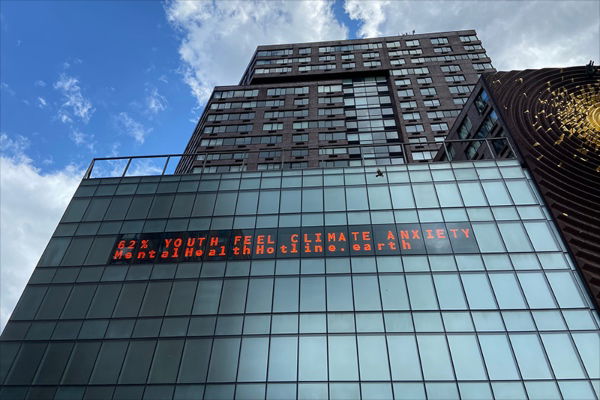 62% YOUTH FEEL CLIMATE ANXIETY
MentalHealthHotline.earth